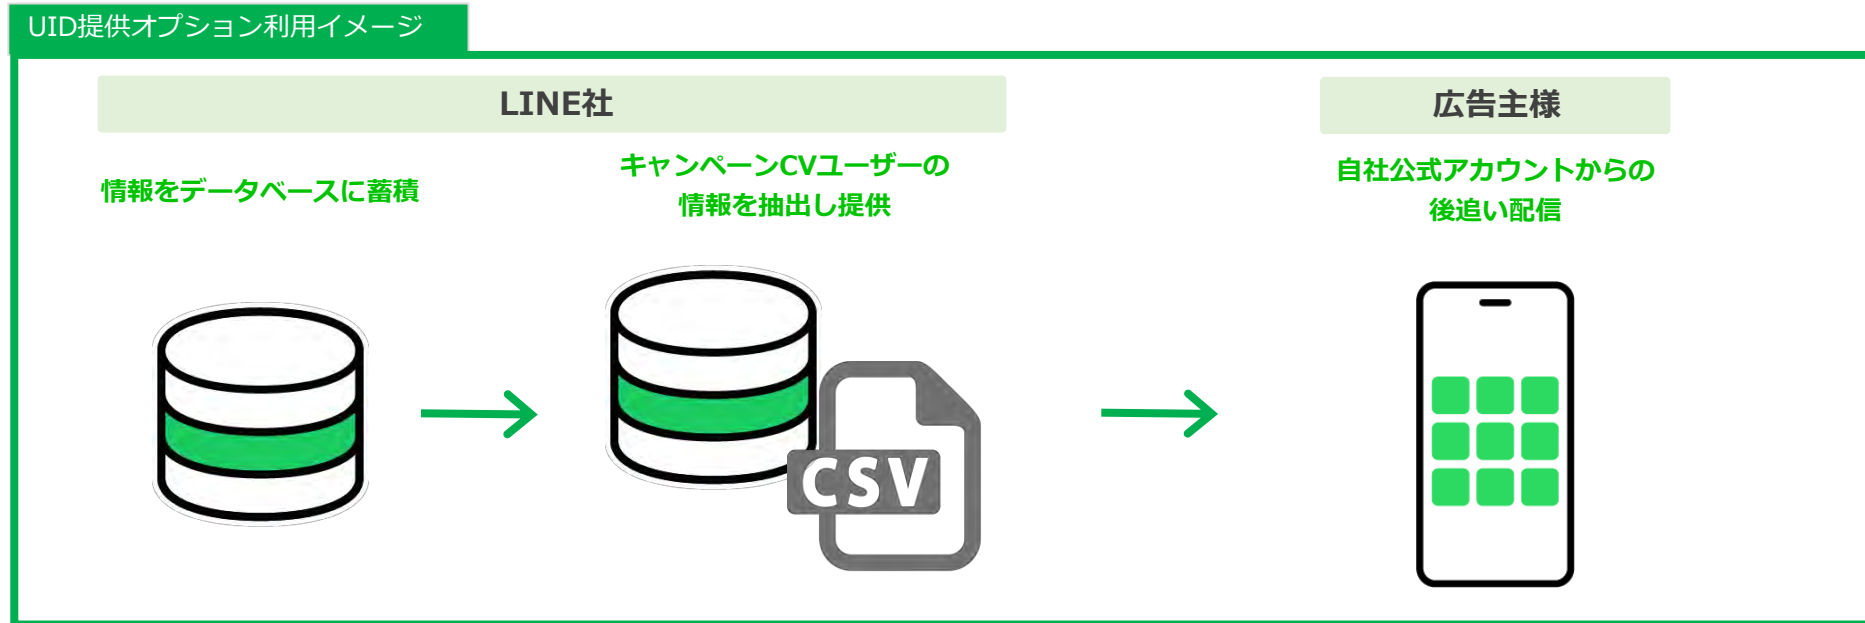 UID提供オプション利用イメージ
LINE社
広告主様
情報をデータベースに蓄積
キャンペーンCVユーザーの
情報を抽出し提供
自社公式アカウントからの
後追い配信
CSV